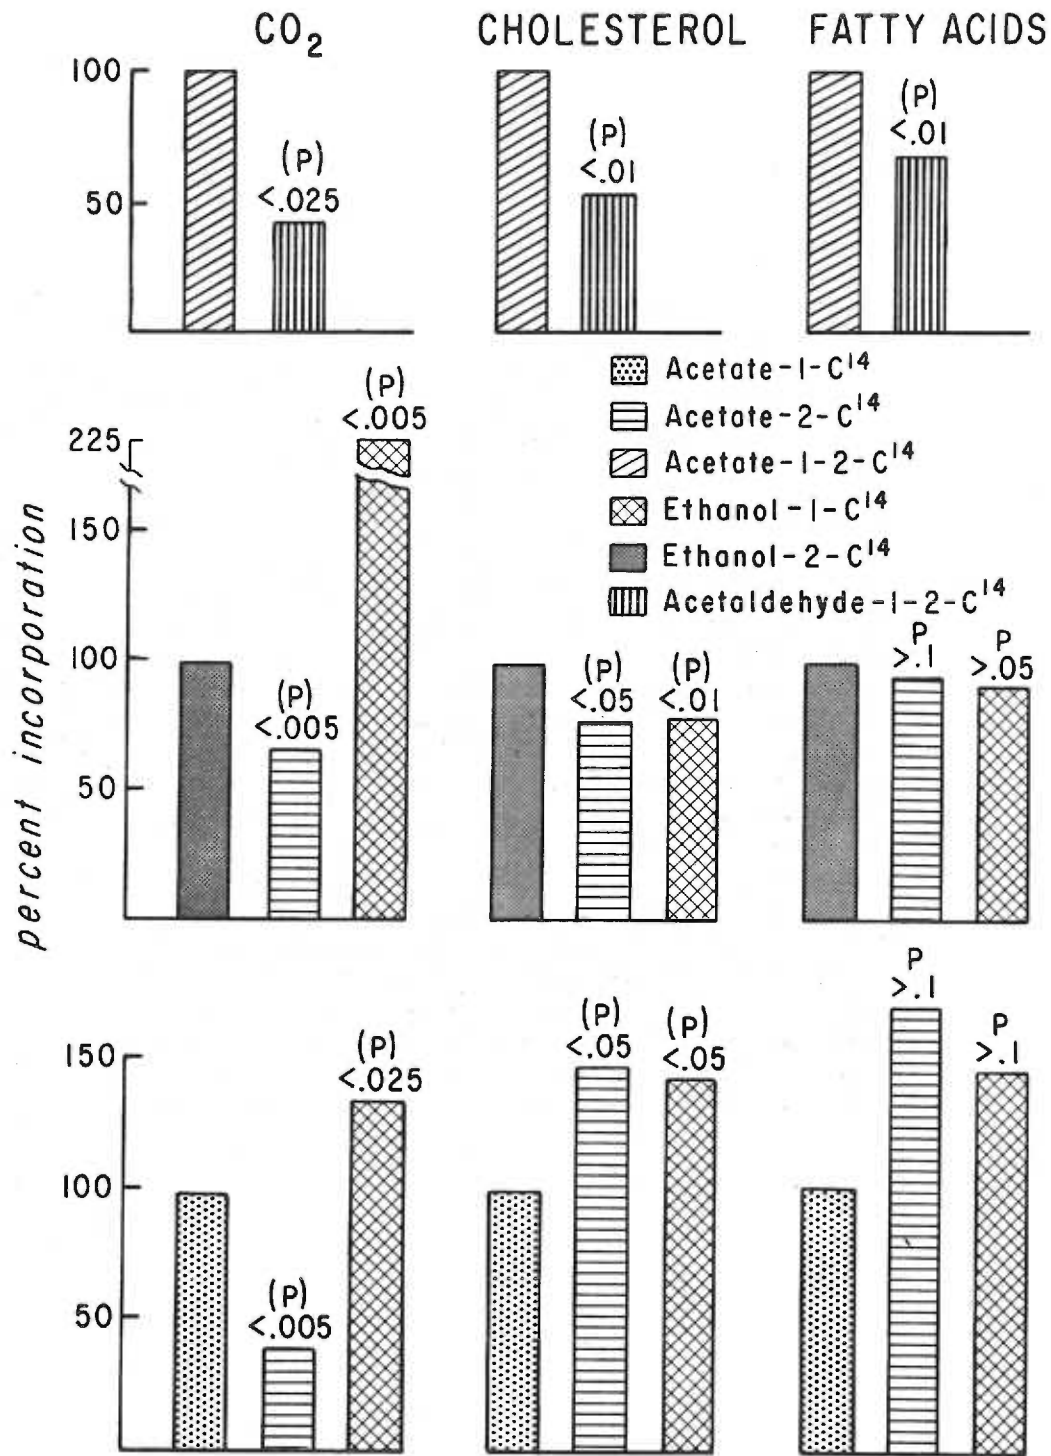 CO2 CHOLESTEROL FATTY ACIDS
100
50
(P)
<.025
(P)
<.01
(P)
<.01
Acetate-1-C14
Acetate-2-C14
Acetate-1-2-C14
Ethanol-1-C14
Ethanol-2-C14
Acetaldehyde-1-2-C14
percent incorporation
225
150
100
50
(P)
<.005
(P)
<.005
(P)
<.05
(P)
<.01
P
>.1
P
>.05
150
100
50
(P)
<.005
(P)
<.025
(P)
<.05
(P)
<.05
P
>.1
P
>.1